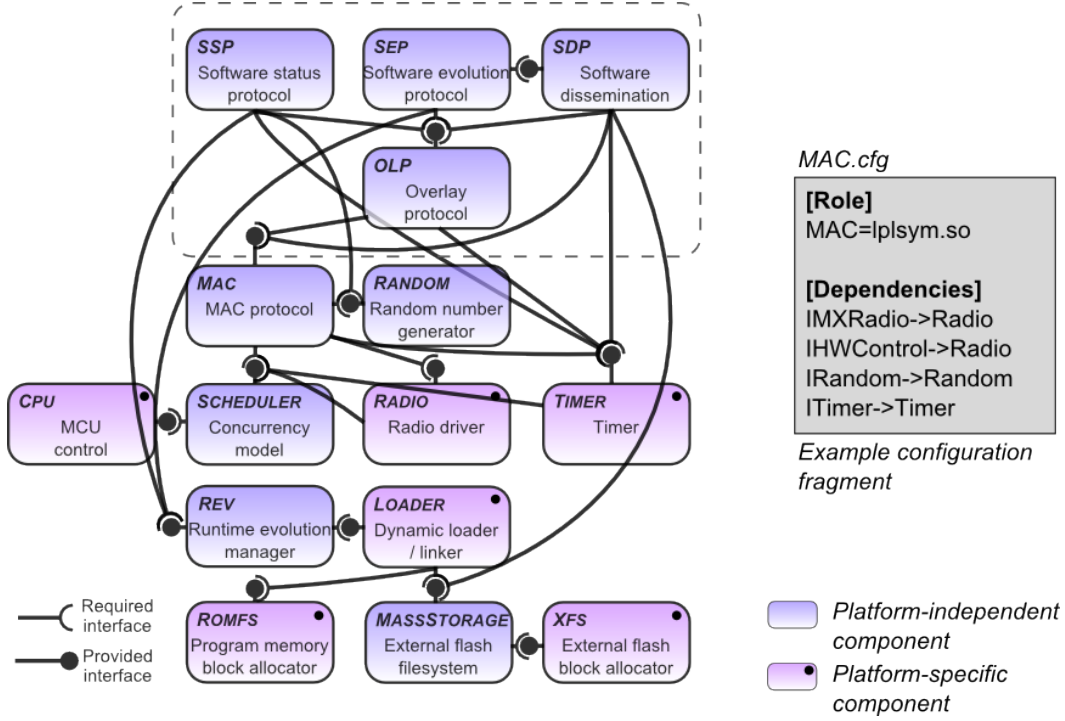 SSP
Software status
protocol
SEP
Software evolution
protocol
SDP
Software
dissemination
OLP
Overlay
protocol
MAC
MAC protocol
RANDOM
Random number
generator
CPU
MCU
control
SCHEDULER
Concurrency
model
RADIO
Radio driver
TIMER
Timer
REV
Runtime evolution
manager
LOADER
Dynamic loader
/ linker
ROMFS
Program memory
block allocator
MASSSTORAGE
External flash
filesystem
XFS
External flash
block allocator
Required
interface
Provided
interface
MAC.cfg
[Role]
MAC=lplsym.so
[Dependencies]
IMXRadio->Radio
IHWControl->Radio
IRandom->Random
ITimer->Timer
Example configuration
fragment
Platform-independent
component
Platform-specific
component